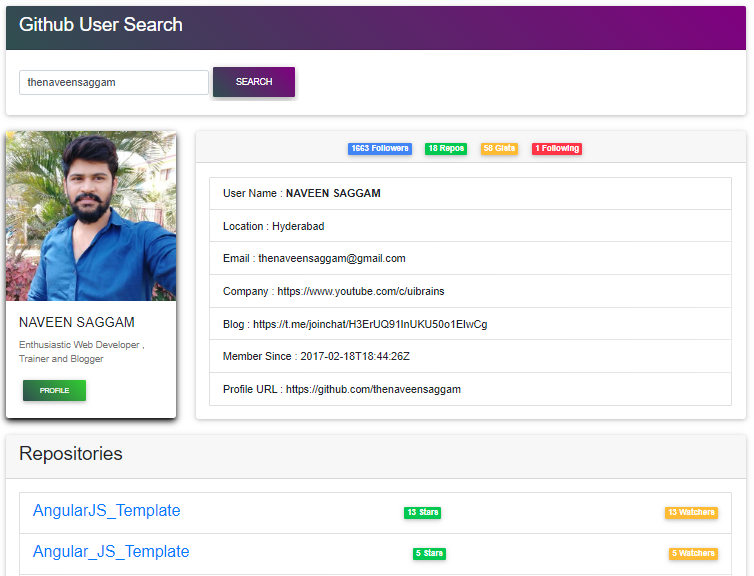 Github User Search
thenaveensaggam
SEARCH
1663 Followers 18 Repos 58 Gists 1 Following
User Name : NAVEEN SAGGAM
Location : Hyderabad
Email : thenaveensaggam@gmail.com
Company : https://www.youtube.com/c/uibrains
Blog : https://t.me/joinchat/H3ErUQ91InUKU50o1ElwCg
Member Since : 2017-02-18T18:44:26Z
Profile URL : https://github.com/thenaveensaggam
NAVEEN SAGGAM
Enthusiastic Web Developer ,
Trainer and Blogger
PROFILE
Repositories
AngularJS_Template 13 Stars 13 Watchers
Angular_JS_Template 5 Stars 5 Watchers